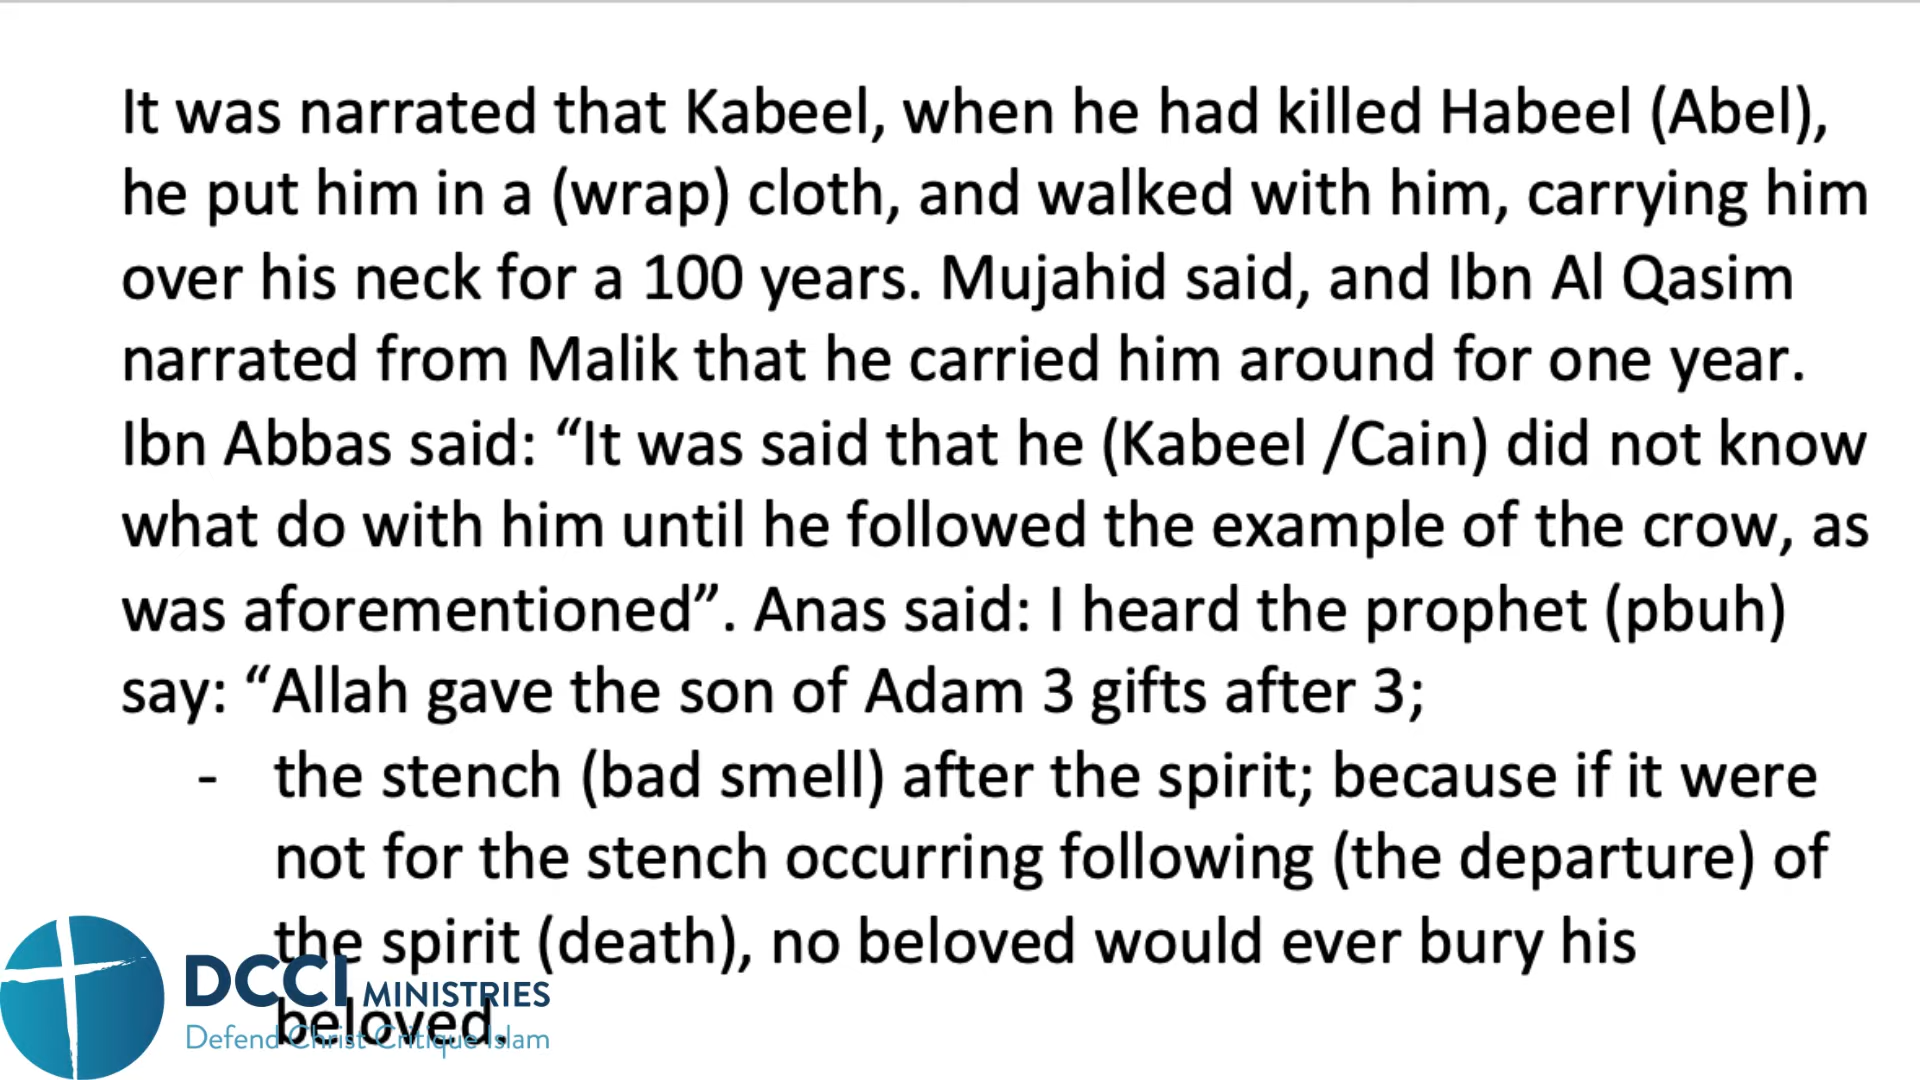 It was narrated that Kabeel, when he had killed Habeel (Abel),
he put him in a (wrap) cloth, and walked with him, carrying him
over his neck for a 100 years. Mujahid said, and Ibn Al Qasim
narrated from Malik that he carried him around for one year.
Ibn Abbas said: “It was said that he (Kabeel /Cain) did not know
what do with him until he followed the example of the crow, as
was aforementioned”. Anas said: I heard the prophet (pbuh)
say: “Allah gave the son of Adam 3 gifts after 3;
- the stench (bad smell) after the spirit; because if it were
not for the stench occurring following (the departure) of
the spirit (death), no beloved would ever bury his
beloved.
DCCI MINISTRIES
Defend Christ Critique Islam